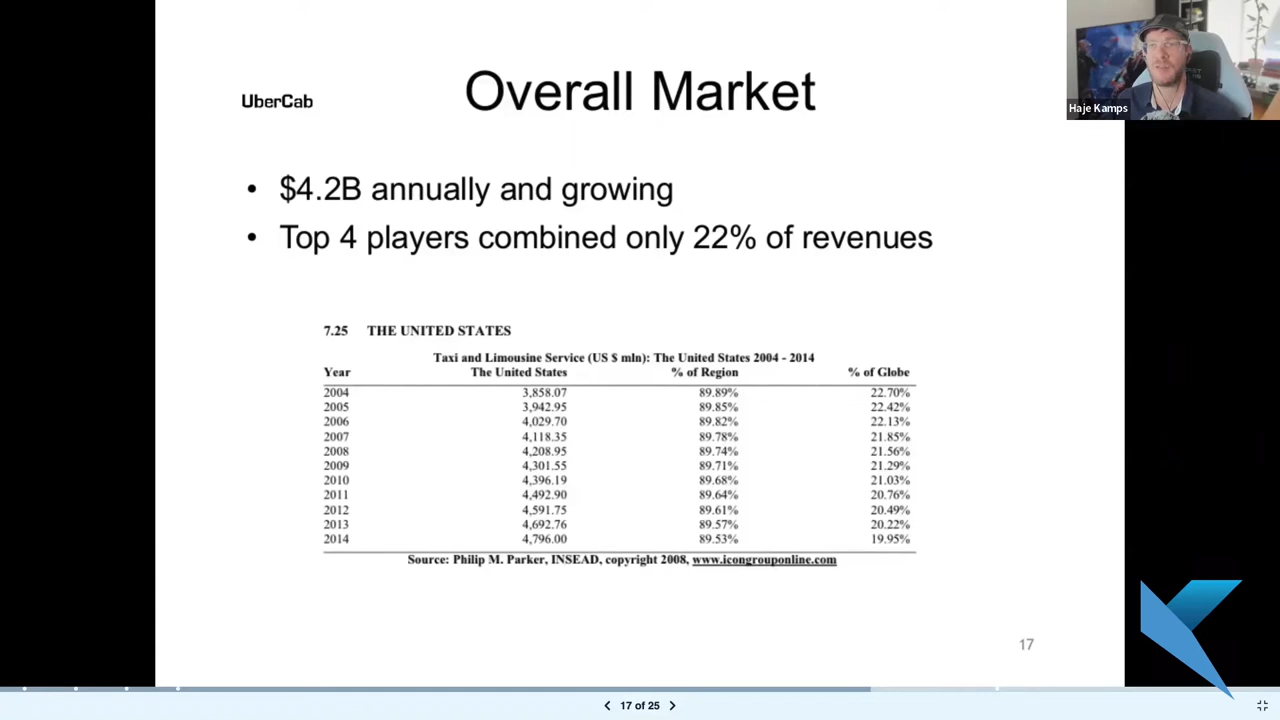 UberCab
Overall Market
Haje Kamps
• $4.2B annually and growing
• Top 4 players combined only 22% of revenues
7.25 THE UNITED STATES
Taxi and Limousine Service (US $ mln): The United States 2004 - 2014
Year The United States % of Region % of Globe
2004 3,858.07 89.89% 22.70%
2005 3,942.95 89.85% 22.42%
2006 4,029.70 89.82% 22.13%
2007 4,118.35 89.78% 21.85%
2008 4,208.95 89.74% 21.56%
2009 4,301.55 89.71% 21.29%
2010 4,396.19 89.68% 21.03%
2011 4,492.90 89.64% 20.76%
2012 4,591.75 89.61% 20.49%
2013 4,692.76 89.57% 20.22%
2014 4,796.00 89.53% 19.95%
Source: Philip M. Parker, INSEAD, copyright 2008, www.icongrouponline.com
17
17 of 25